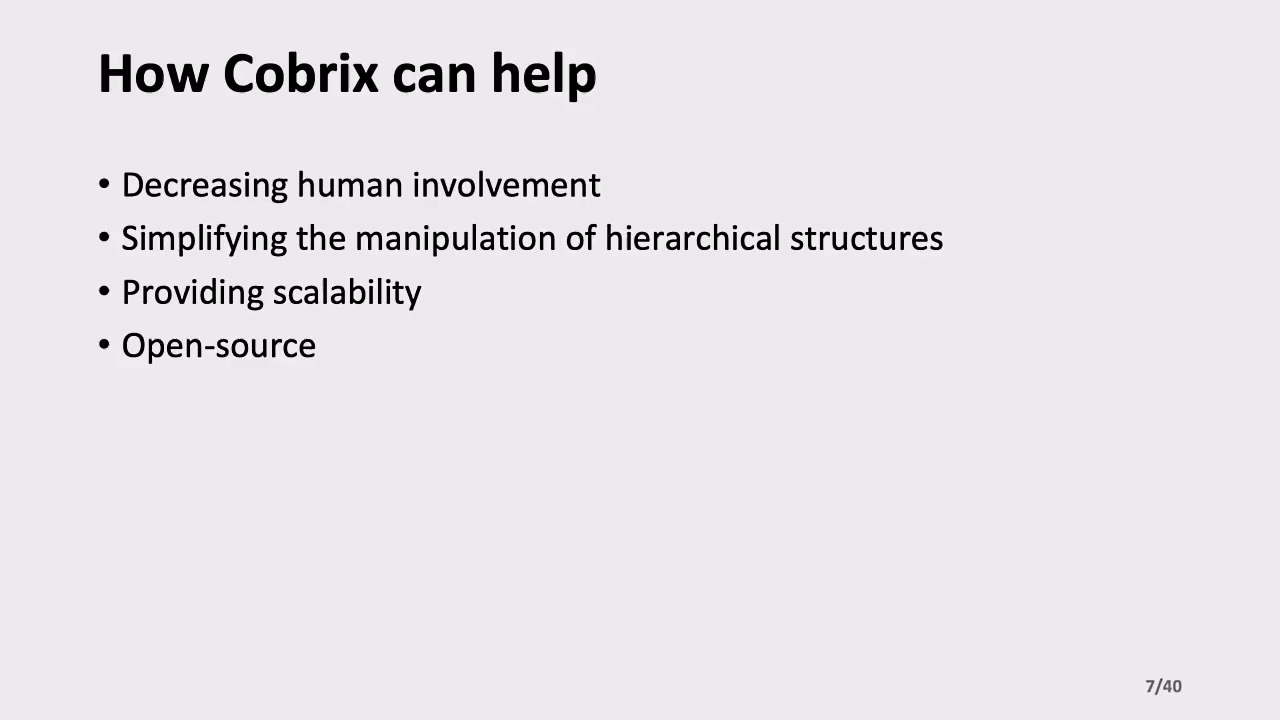 How Cobrix can help
• Decreasing human involvement
• Simplifying the manipulation of hierarchical structures
• Providing scalability
• Open-source
7/40